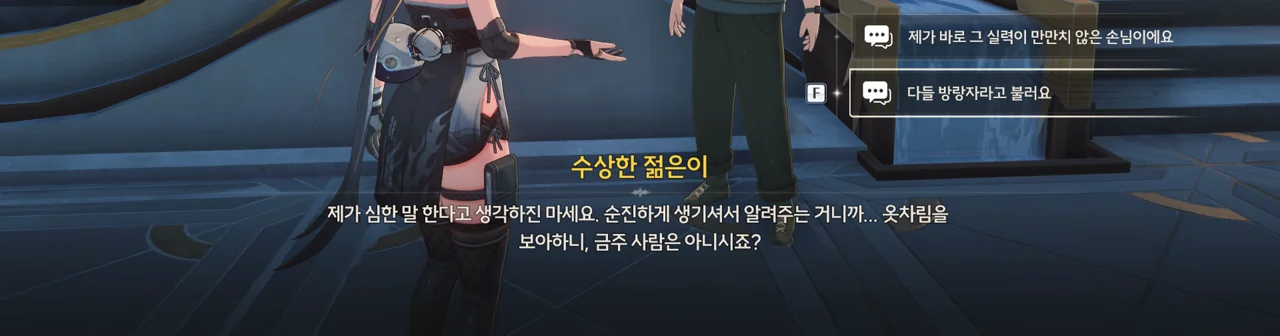 제가 바로 그 실력이 만만치 않은 손님이에요
F
다들 방랑자라고 불러요
수상한 젊은이
제가 심한 말 한다고 생각하진 마세요. 순진하게 생기셔서 알려주는 거니까... 옷차림을
보아하니, 금주 사람은 아니시죠?